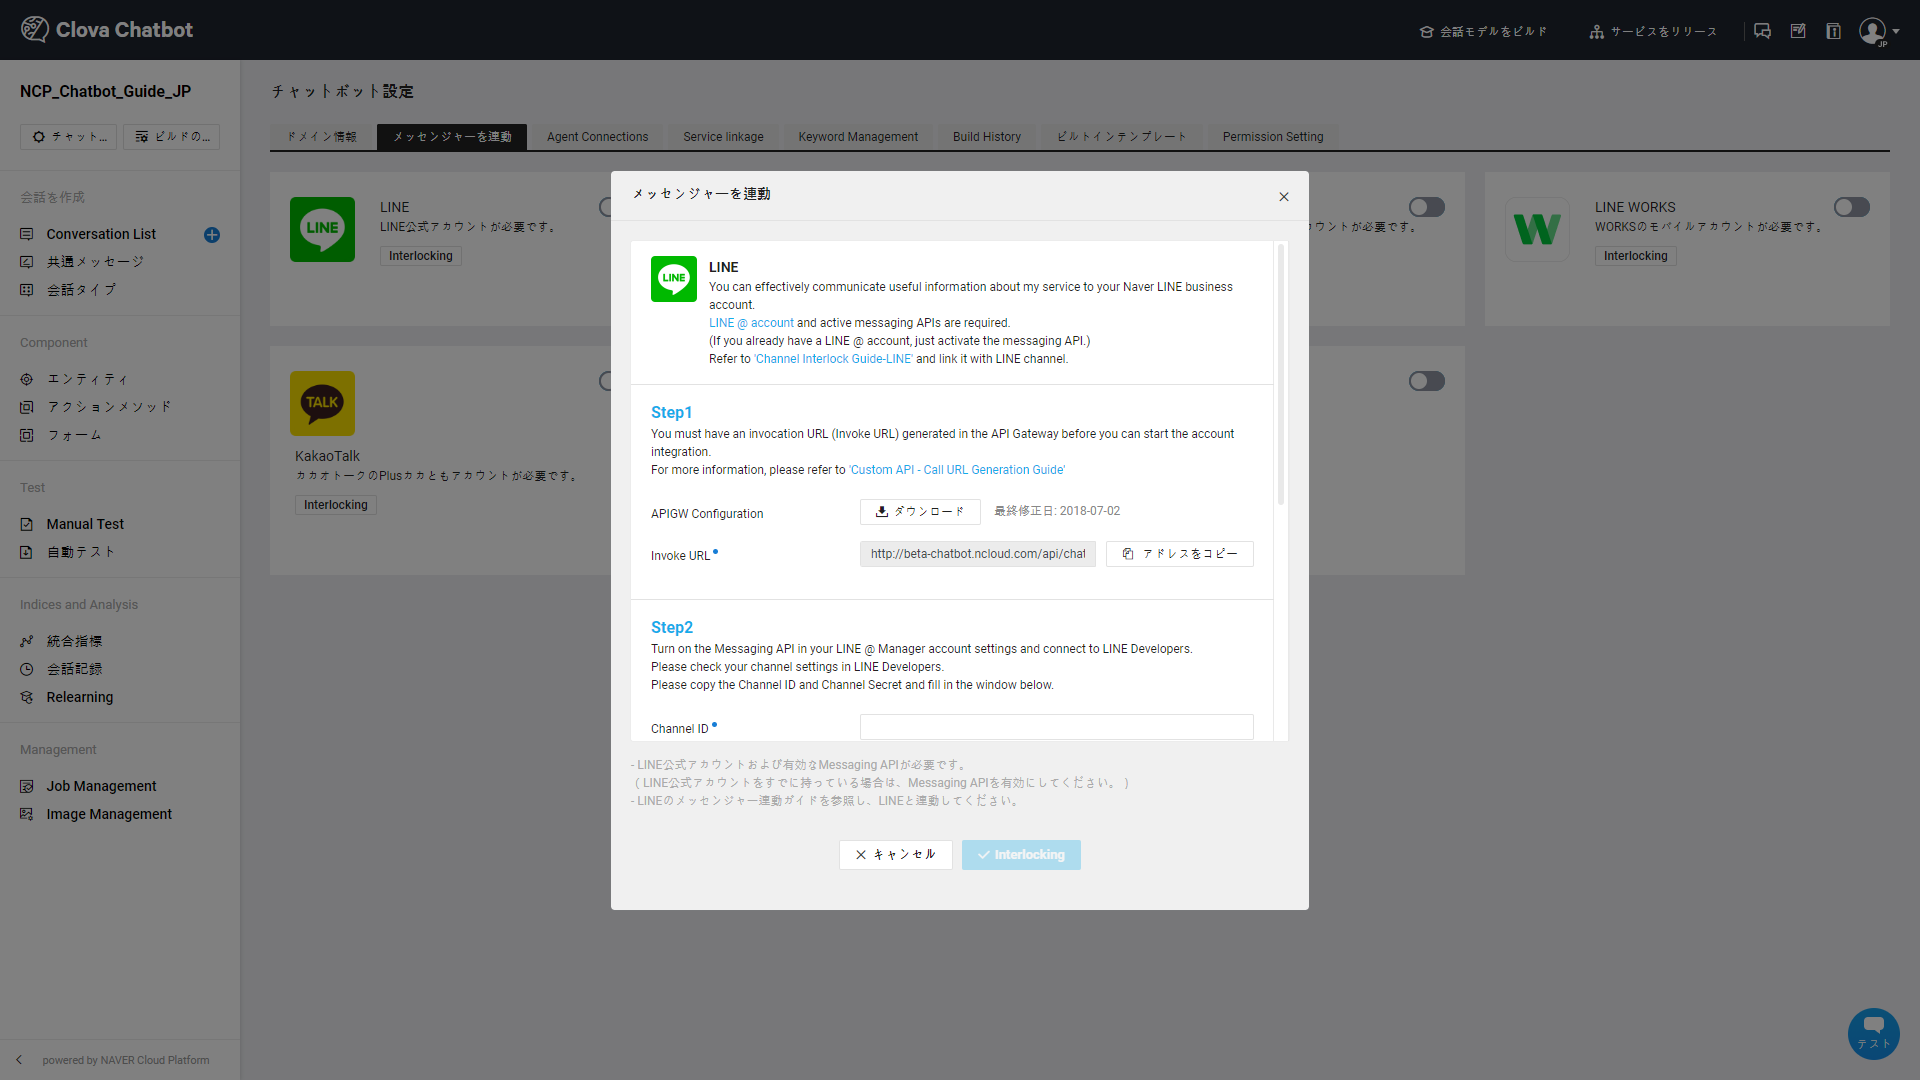 Clova Chatbot
会話モデルをビルド
サービスをリリース
JP
NCP_Chatbot_Guide_JP
チャット...
ビルドの...
会話を作成
Conversation List
共通メッセージ
会話タイプ
Component
エンティティ
アクションメソッド
フォーム
Test
Manual Test
自動テスト
Indices and Analysis
統合指標
会話記録
Relearning
Management
Job Management
Image Management
powered by NAVER Cloud Platform
チャットボット設定
ドメイン情報
メッセンジャーを連動
Agent Connections
Service linkage
Keyword Management
Build History
ビルトインテンプレート
Permission Setting
LINE
LINE
LINE公式アカウントが必要です。
Interlocking
ウントが必要です。
LINE WORKS
WORKSのモバイルアカウントが必要です。
Interlocking
TALK
KakaoTalk
カカオトークのPlusカカともアカウントが必要です。
Interlocking
メッセンジャーを連動
LINE
LINE
You can effectively communicate useful information about my service to your Naver LINE business
account.
LINE @ account and active messaging APIs are required.
(If you already have a LINE @ account, just activate the messaging API.)
Refer to 'Channel Interlock Guide-LINE' and link it with LINE channel.
Step1
You must have an invocation URL (Invoke URL) generated in the API Gateway before you can start the account
integration.
For more information, please refer to 'Custom API - Call URL Generation Guide'
APIGW Configuration
ダウンロード
最終修正日: 2018-07-02
Invoke URL
http://beta-chatbot.ncloud.com/api/chat
アドレスをコピー
Step2
Turn on the Messaging API in your LINE @ Manager account settings and connect to LINE Developers.
Please check your channel settings in LINE Developers.
Please copy the Channel ID and Channel Secret and fill in the window below.
Channel ID
- LINE公式アカウントおよび有効なMessaging APIが必要です。
( LINE公式アカウントをすでに持っている場合は、Messaging APIを有効にしてください。 )
- LINEのメッセンジャー連動ガイドを参照し、LINEと連動してください。
キャンセル
Interlocking
テスト